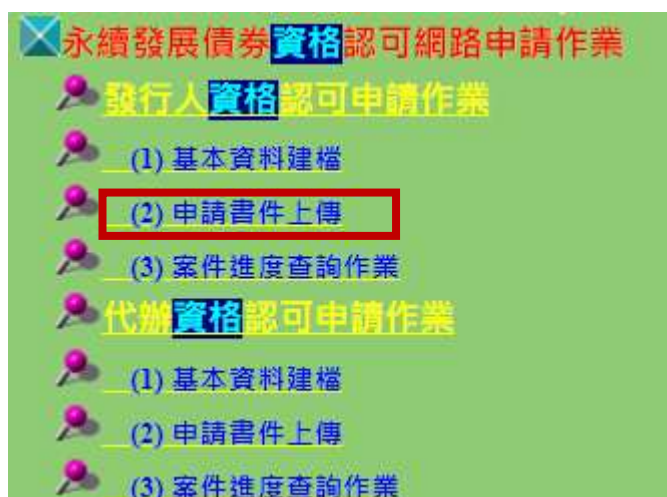 永續發展債券資格認可網路申請作業
發行人資格認可申請作業
(1) 基本資料建檔
(2) 申請書件上傳
(3) 案件進度查詢作業
代辦資格認可申請作業
(1) 基本資料建檔
(2) 申請書件上傳
(3) 案件進度查詢作業